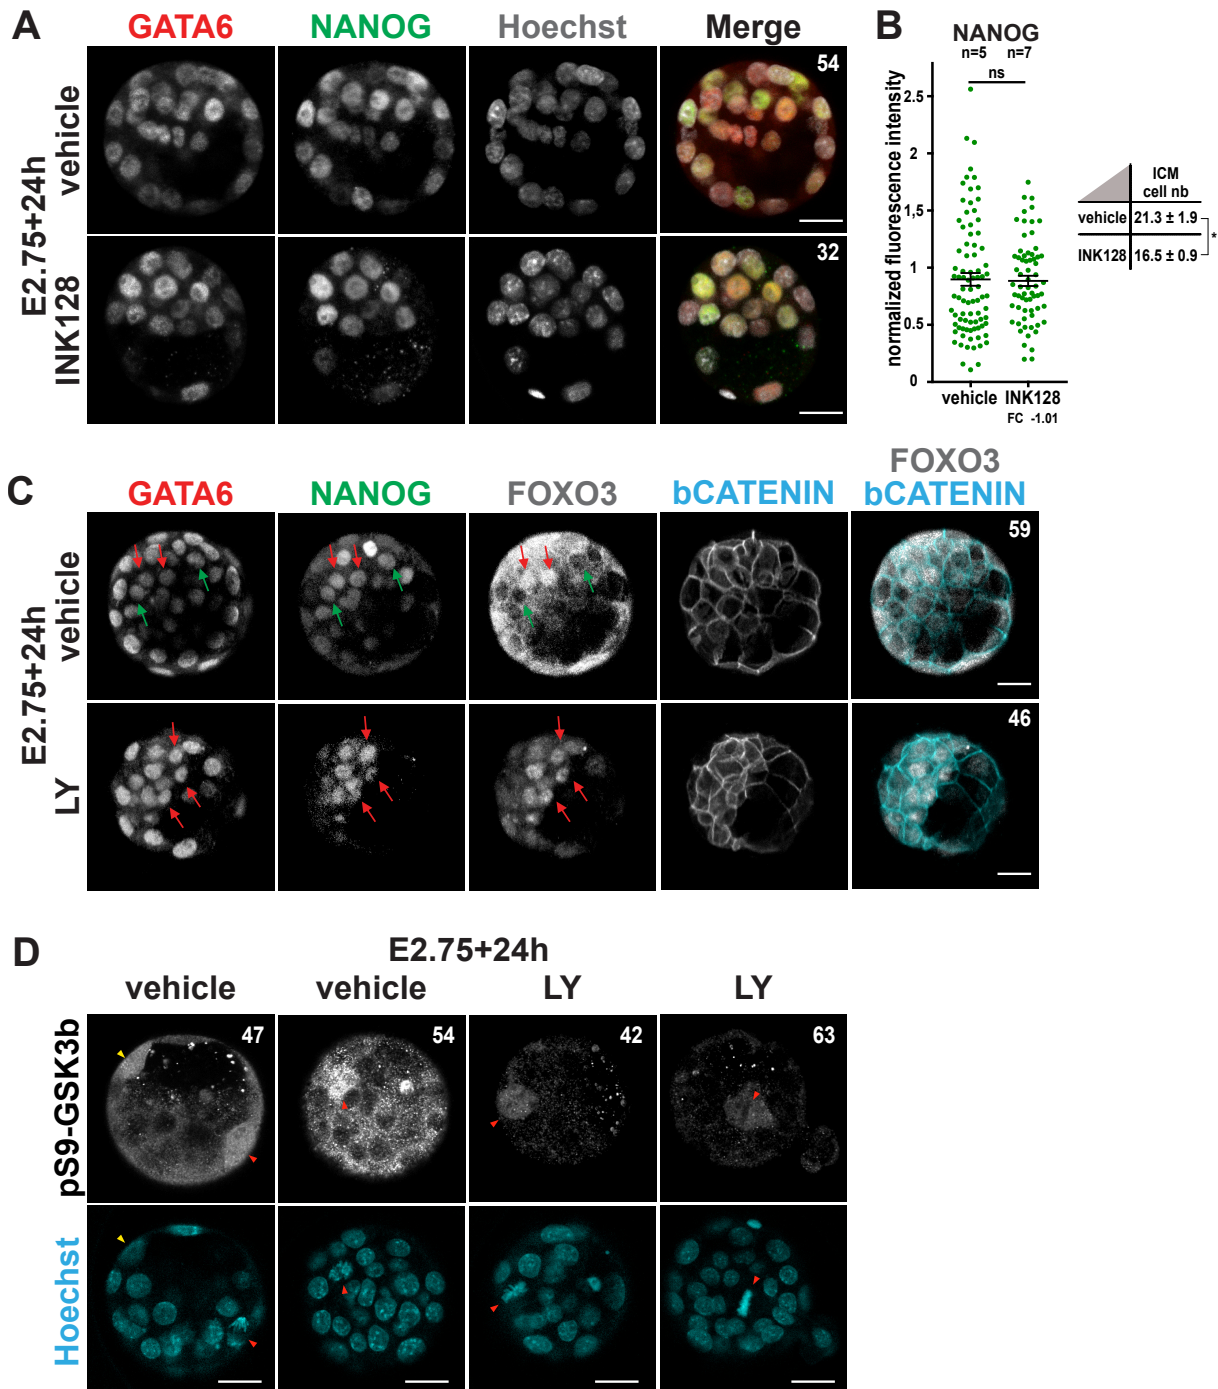 A
GATA6 NANOG Hoechst Merge
E2.75+24h
vehicle
54
INK128
32
B
NANOG
n=5 n=7
ns
normalized fluorescence intensity
2.5
2
1.5
1
0.5
0
vehicle INK128
FC -1.01
ICM
cell nb
vehicle 21.3 ± 1.9
*
INK128 16.5 ± 0.9
C
GATA6 NANOG FOXO3 bCATENIN FOXO3
bCATENIN
E2.75+24h
vehicle
59
LY
46
D
E2.75+24h
vehicle vehicle LY LY
pS9-GSK3b
47 54 42 63
Hoechst